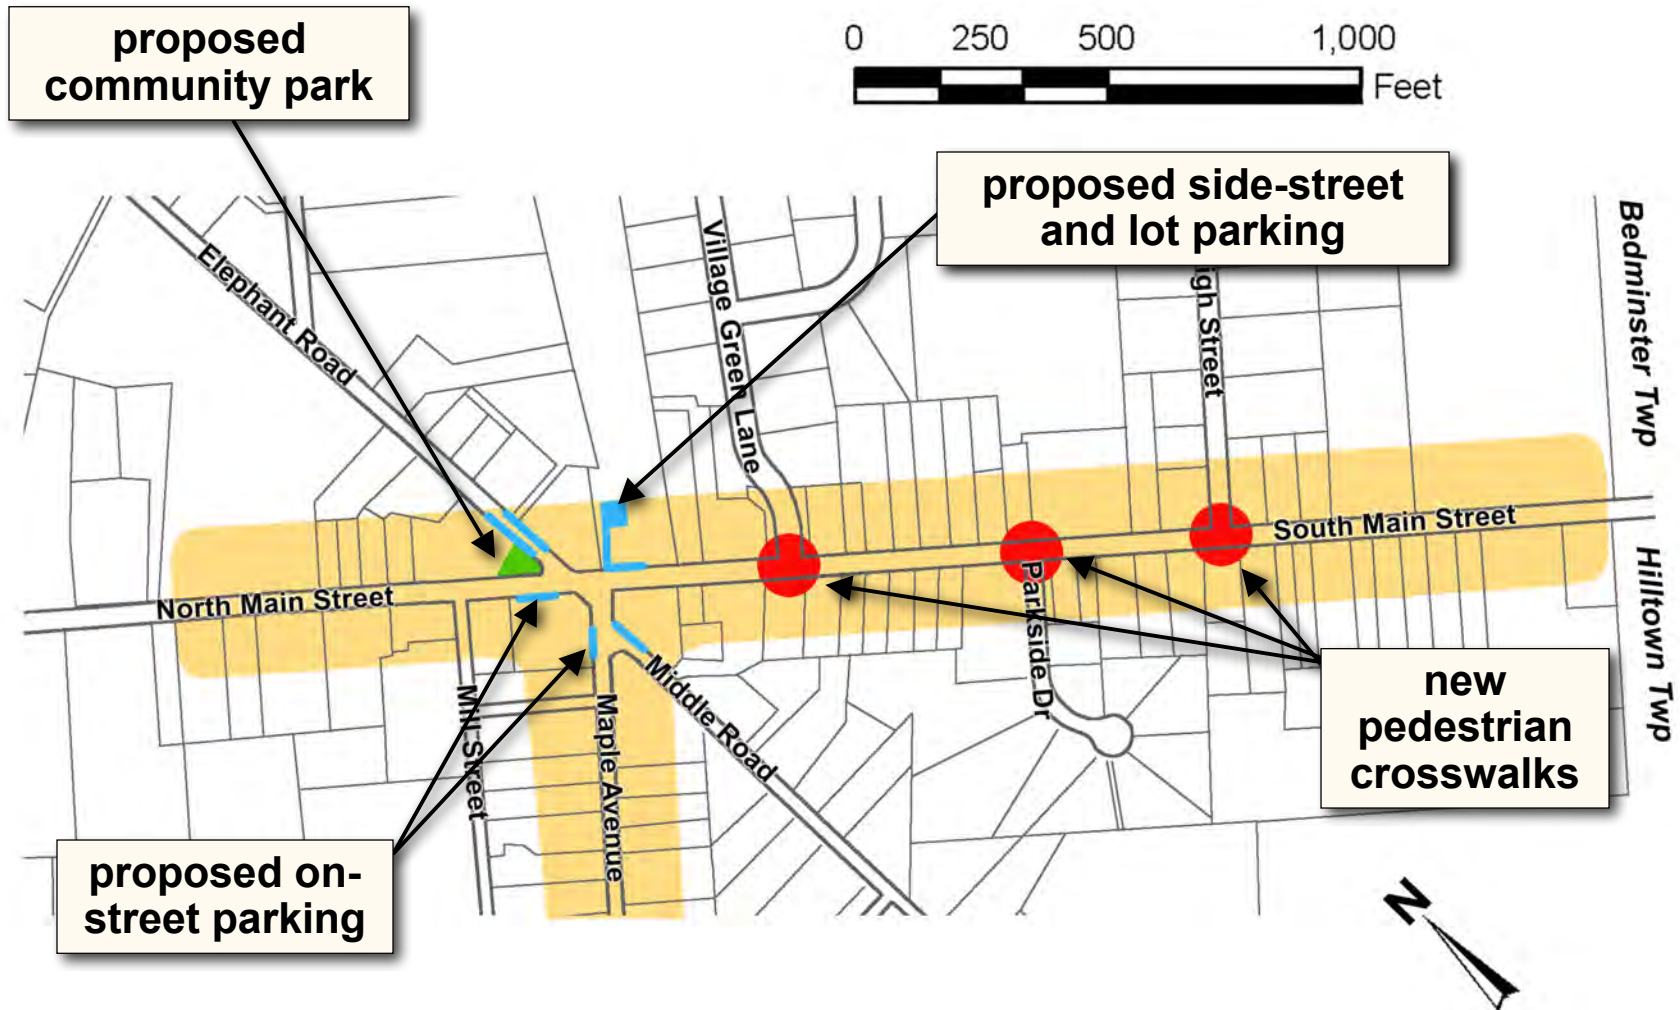 proposed
community park
0 250 500 1,000
Feet
proposed side-street
and lot parking
Bedminster Twp
Hilltown Twp
Elephant Road
Village Green Lane
igh Street
North Main Street
South Main Street
Parkside Dr
Mill Street
Maple Avenue
Middle Road
new
pedestrian
crosswalks
proposed on-
street parking
N